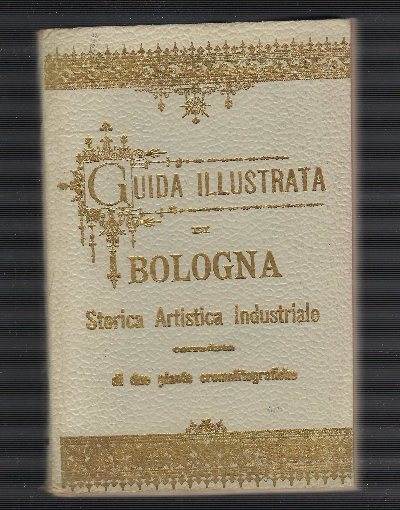 GUIDA ILLUSTRATA
DI
BOLOGNA
Storica Artistica Industriale
corredata
di due piante cromolitografiche